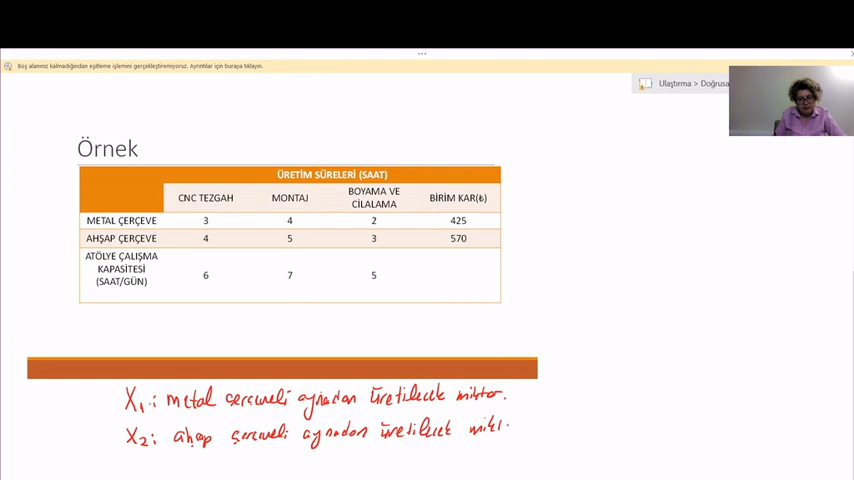 Boş alanınız kalmadığından eşitleme işlemini gerçekleştiremiyoruz. Ayrıntılar için buraya tıklayın.
Ulaştırma > Doğrusa
Örnek
ÜRETİM SÜRELERİ (SAAT)
CNC TEZGAH MONTAJ BOYAMA VE CİLALAMA BİRİM KAR(₺)
METAL ÇERÇEVE 3 4 2 425
AHŞAP ÇERÇEVE 4 5 3 570
ATÖLYE ÇALIŞMA KAPASİTESİ (SAAT/GÜN) 6 7 5
X1: metal çerçeveli aynadan üretilecek miktar.
X2: ahşap çerçeveli aynadan üretilecek mikt.